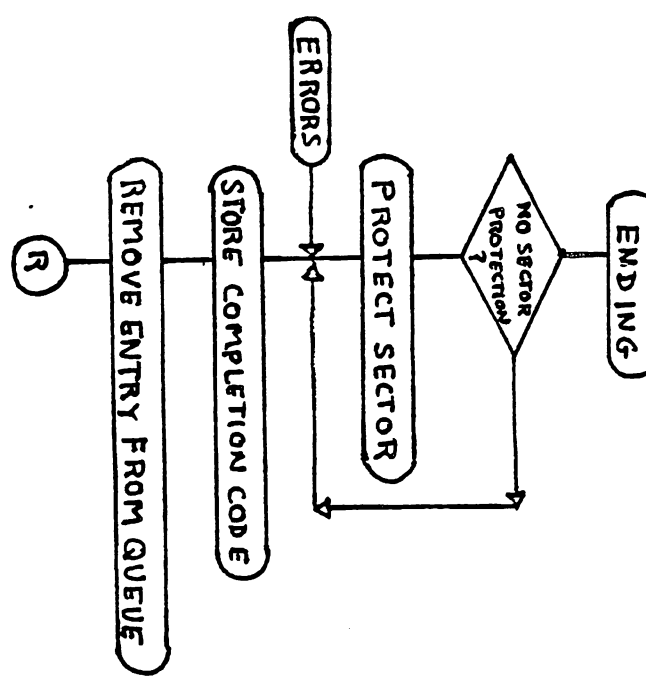 ENDING
NO SECTOR
PROTECTION
?
PROTECT SECTOR
ERRORS
STORE COMPLETION CODE
REMOVE ENTRY FROM QUEUE
R